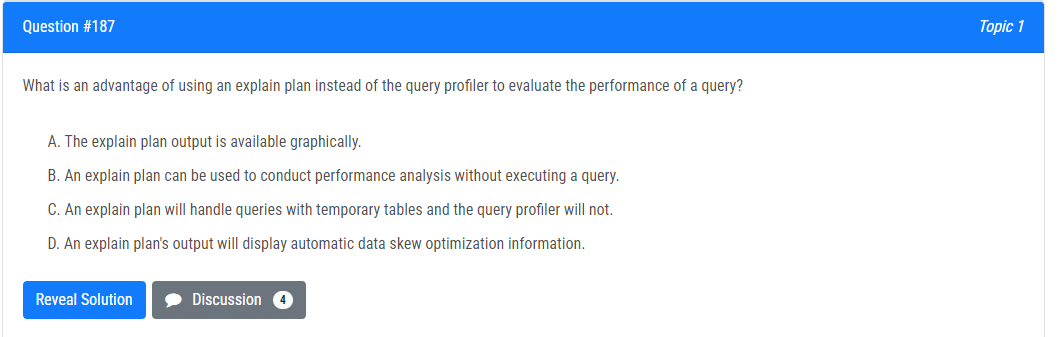 Question #187
Topic 1
What is an advantage of using an explain plan instead of the query profiler to evaluate the performance of a query?
A. The explain plan output is available graphically.
B. An explain plan can be used to conduct performance analysis without executing a query.
C. An explain plan will handle queries with temporary tables and the query profiler will not.
D. An explain plan's output will display automatic data skew optimization information.
Reveal Solution
Discussion 4